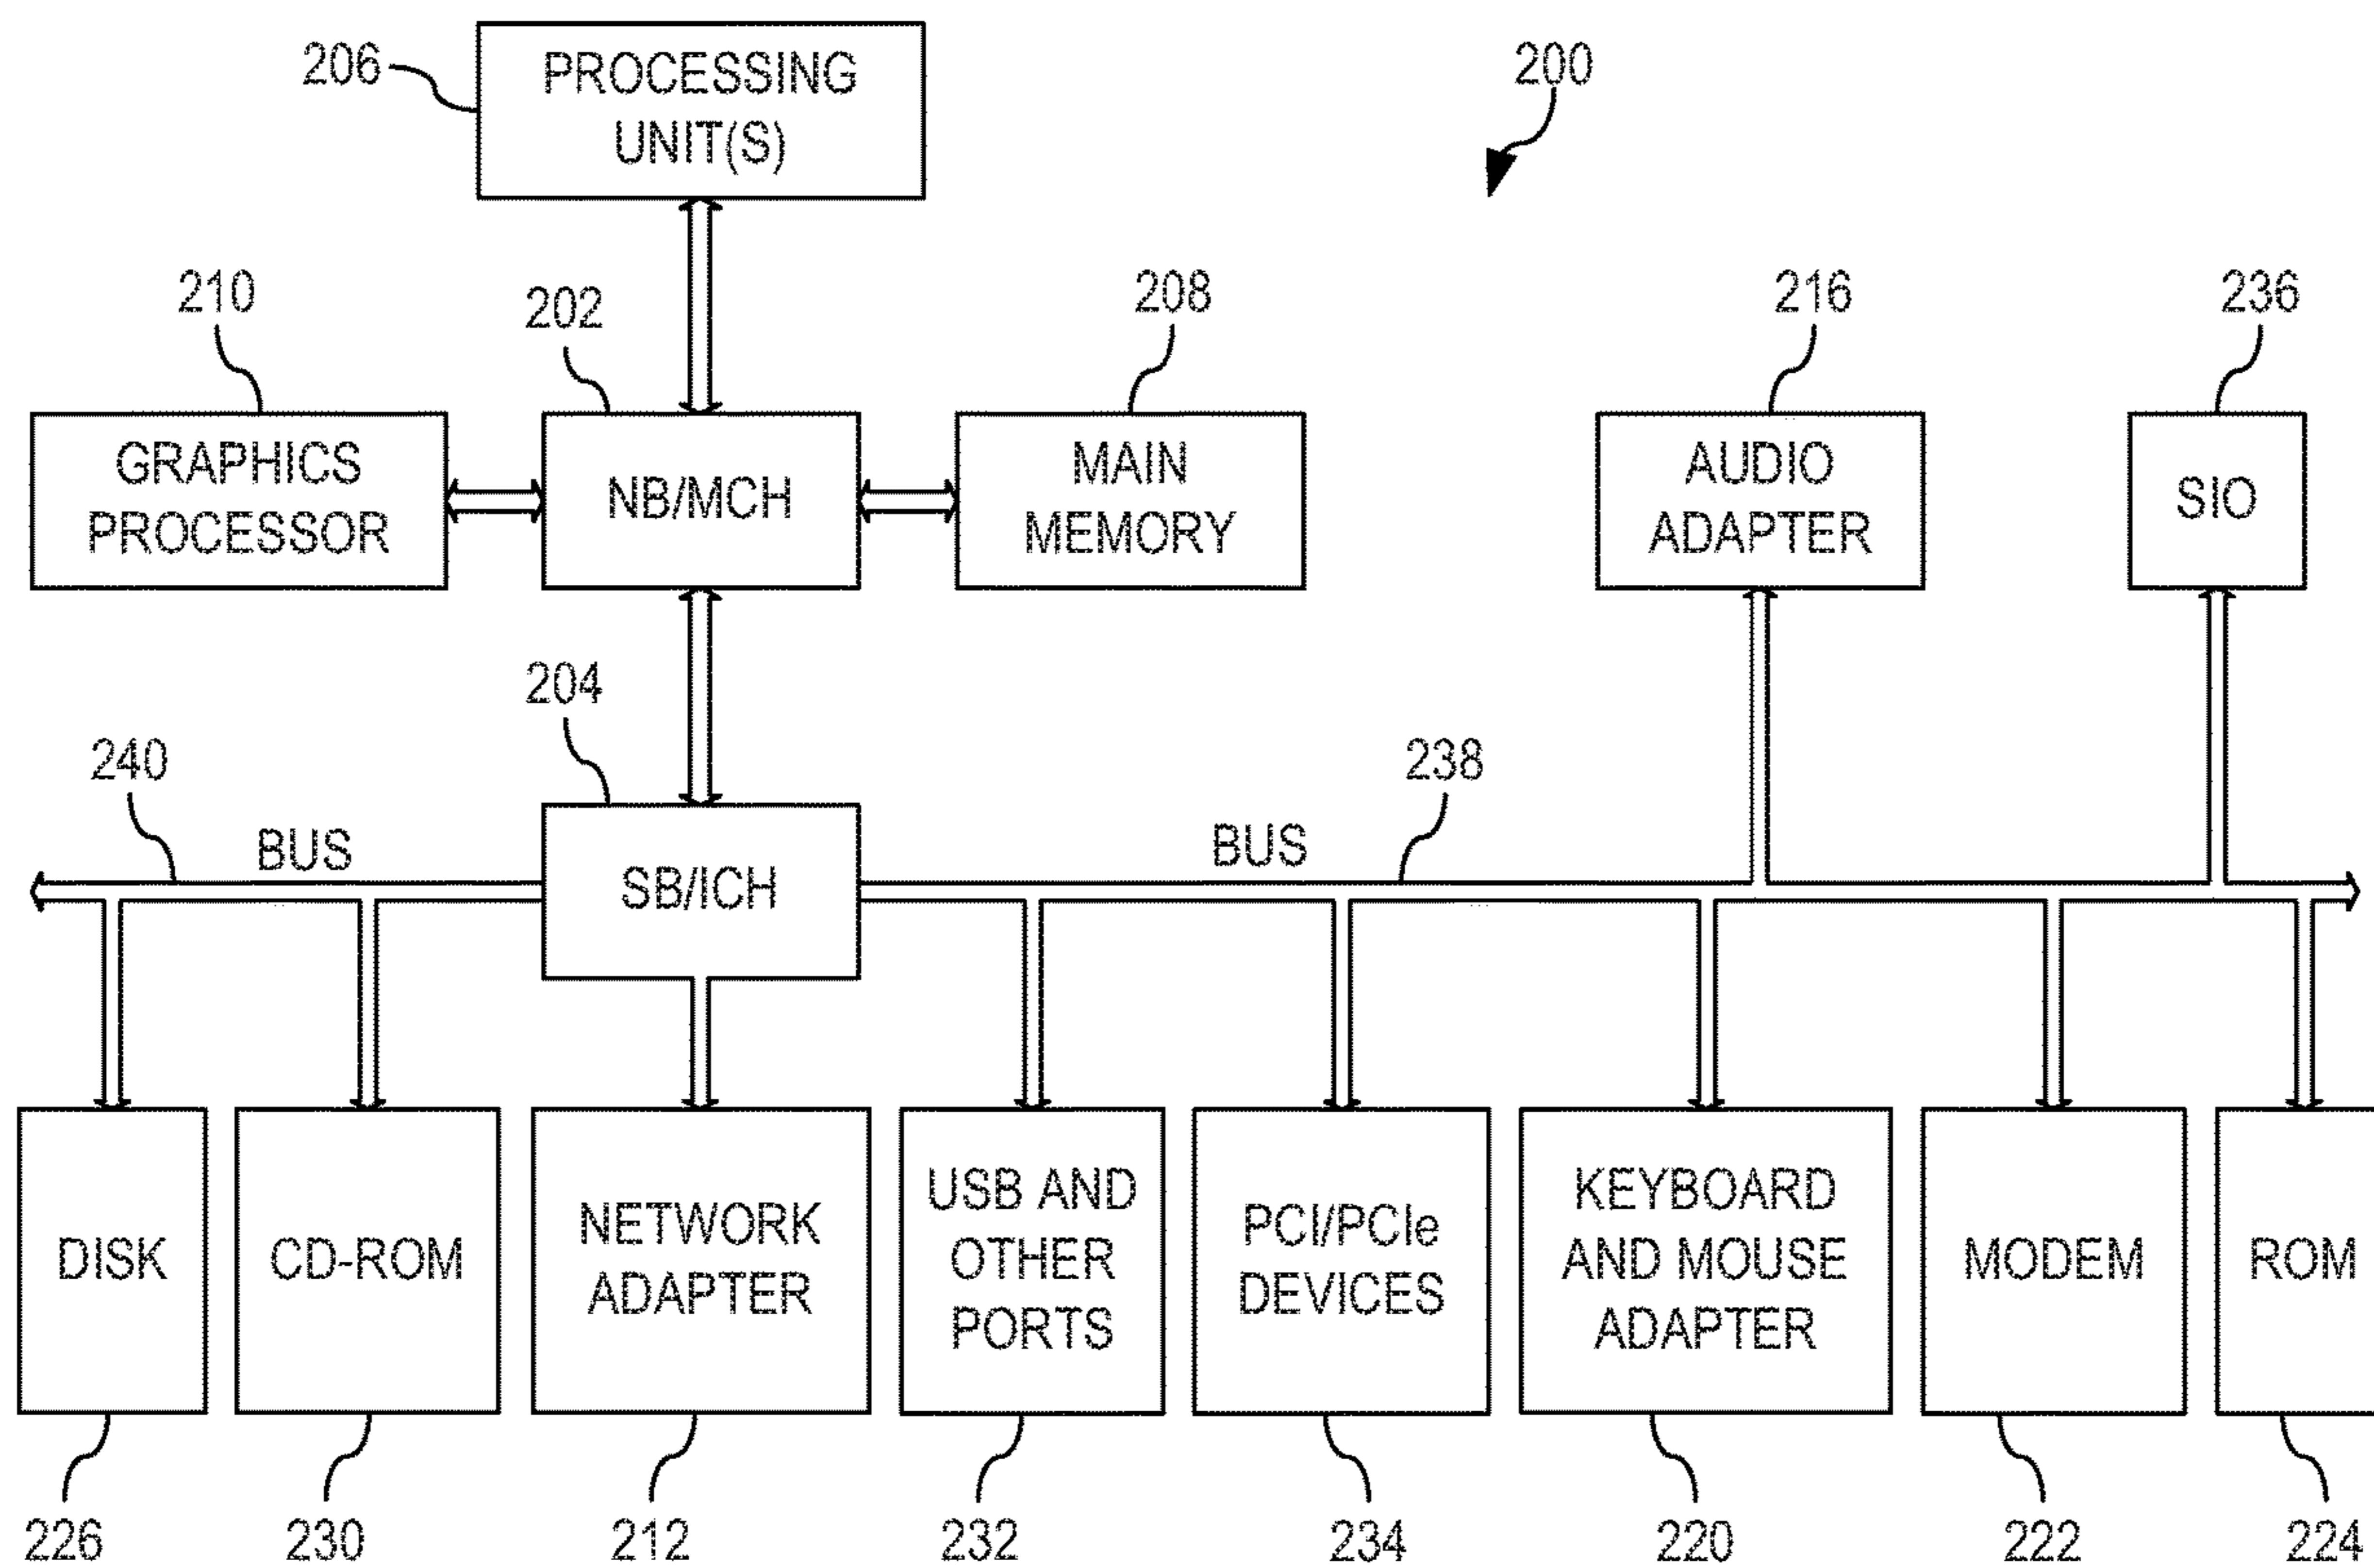 206
PROCESSING
UNIT(S)
200
210
202
208
216
236
GRAPHICS
PROCESSOR
NB/MCH
MAIN
MEMORY
AUDIO
ADAPTER
SIO
204
240
238
BUS
SB/ICH
BUS
DISK
CD-ROM
NETWORK
ADAPTER
USB AND
OTHER
PORTS
PCI/PCIe
DEVICES
KEYBOARD
AND MOUSE
ADAPTER
MODEM
ROM
226
230
212
232
234
220
222
224